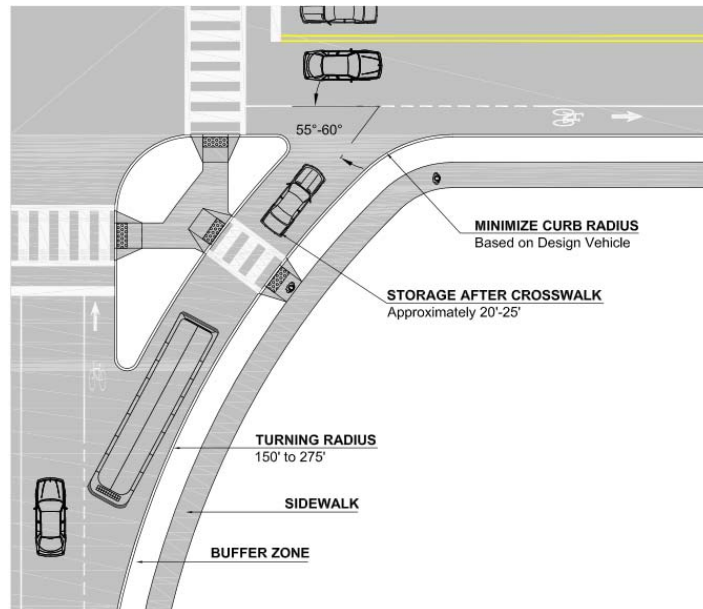 55°-60°
MINIMIZE CURB RADIUS
Based on Design Vehicle
STORAGE AFTER CROSSWALK
Approximately 20'-25'
TURNING RADIUS
150' to 275'
SIDEWALK
BUFFER ZONE